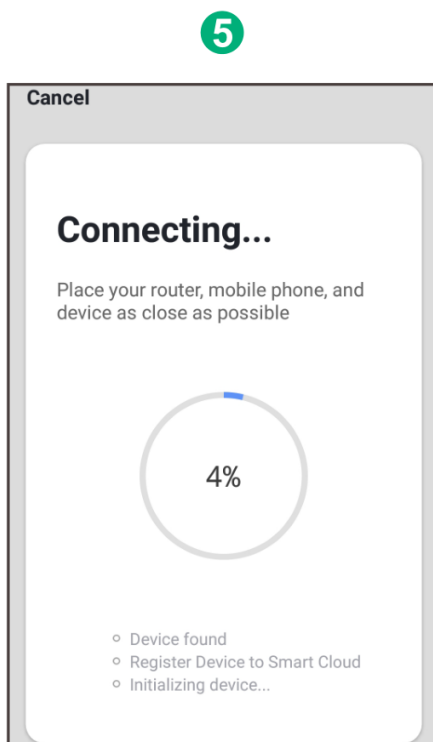 5
Cancel
Connecting...
Place your router, mobile phone, and
device as close as possible
4%
Device found
Register Device to Smart Cloud
Initializing device...